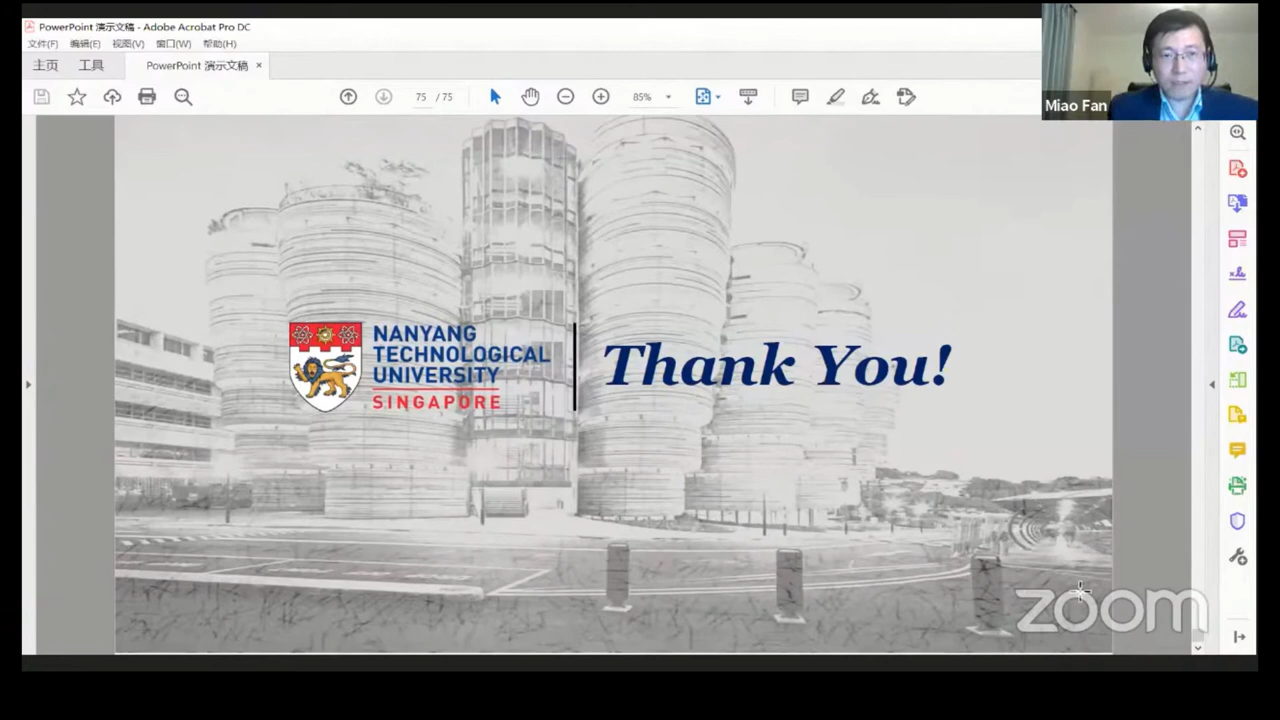 PowerPoint 演示文稿 - Adobe Acrobat Pro DC
文件(F) 编辑(E) 视图(V) 窗口(W) 帮助(H)
主页 工具 PowerPoint 演示文稿 ×
75 / 75 85%
Miao Fan
NANYANG
TECHNOLOGICAL
UNIVERSITY
SINGAPORE
Thank You!
zoom